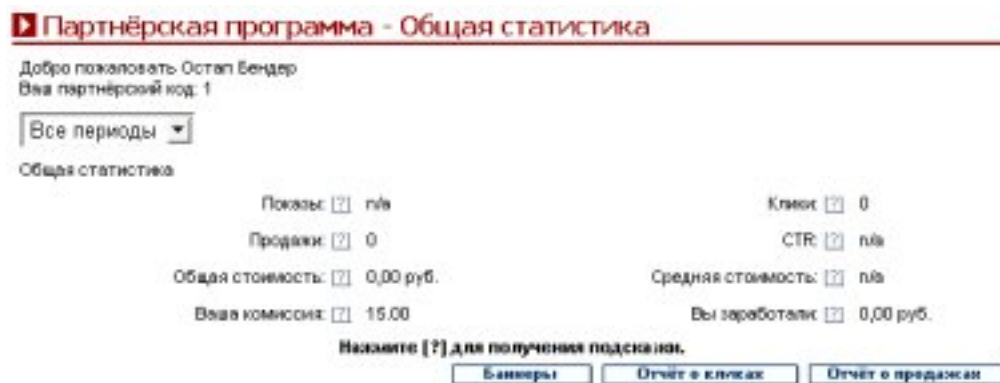 Партнёрская программа - Общая статистика
Добро пожаловать Остап Бендер
Ваш партнёрский код: 1
Все периоды
Общая статистика
Показы: [?] n/a Клики: [?] 0
Продажи: [?] 0 CTR: [?] n/a
Общая стоимость: [?] 0,00 руб. Средняя стоимость: [?] n/a
Ваша комиссия: [?] 15.00 Вы заработали: [?] 0,00 руб.
Нажмите [?] для получения подсказки.
Баннеры Отчёт о кликах Отчёт о продажах